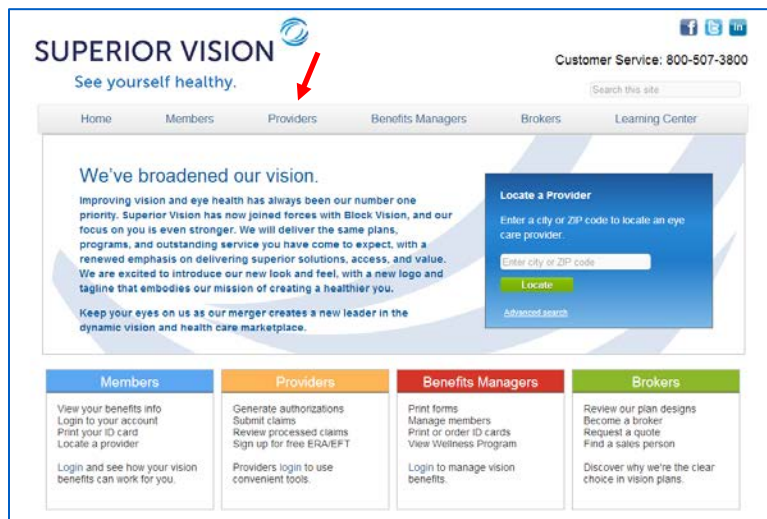 SUPERIOR VISION
See yourself healthy.
f in
Customer Service: 800-507-3800
Search this site
Home Members Providers Benefits Managers Brokers Learning Center
We've broadened our vision.
Improving vision and eye health has always been our number one
priority. Superior Vision has now joined forces with Block Vision, and our
focus on you is even stronger. We will deliver the same plans,
programs, and outstanding service you have come to expect, with a
renewed emphasis on delivering superior solutions, access, and value.
We are excited to introduce our new look and feel, with a new logo and
tagline that embodies our mission of creating a healthier you.
Keep your eyes on us as our merger creates a new leader in the
dynamic vision and health care marketplace.
Locate a Provider
Enter a city or ZIP code to locate an eye
care provider.
Enter city or ZIP code
Locate
Advanced search
Members
View your benefits info
Login to your account
Print your ID card
Locate a provider
Login and see how your vision
benefits can work for you.
Providers
Generate authorizations
Submit claims
Review processed claims
Sign up for free ERA/EFT
Providers login to use
convenient tools.
Benefits Managers
Print forms
Manage members
Print or order ID cards
View Wellness Program
Login to manage vision
benefits.
Brokers
Review our plan designs
Become a broker
Request a quote
Find a sales person
Discover why we're the clear
choice in vision plans.